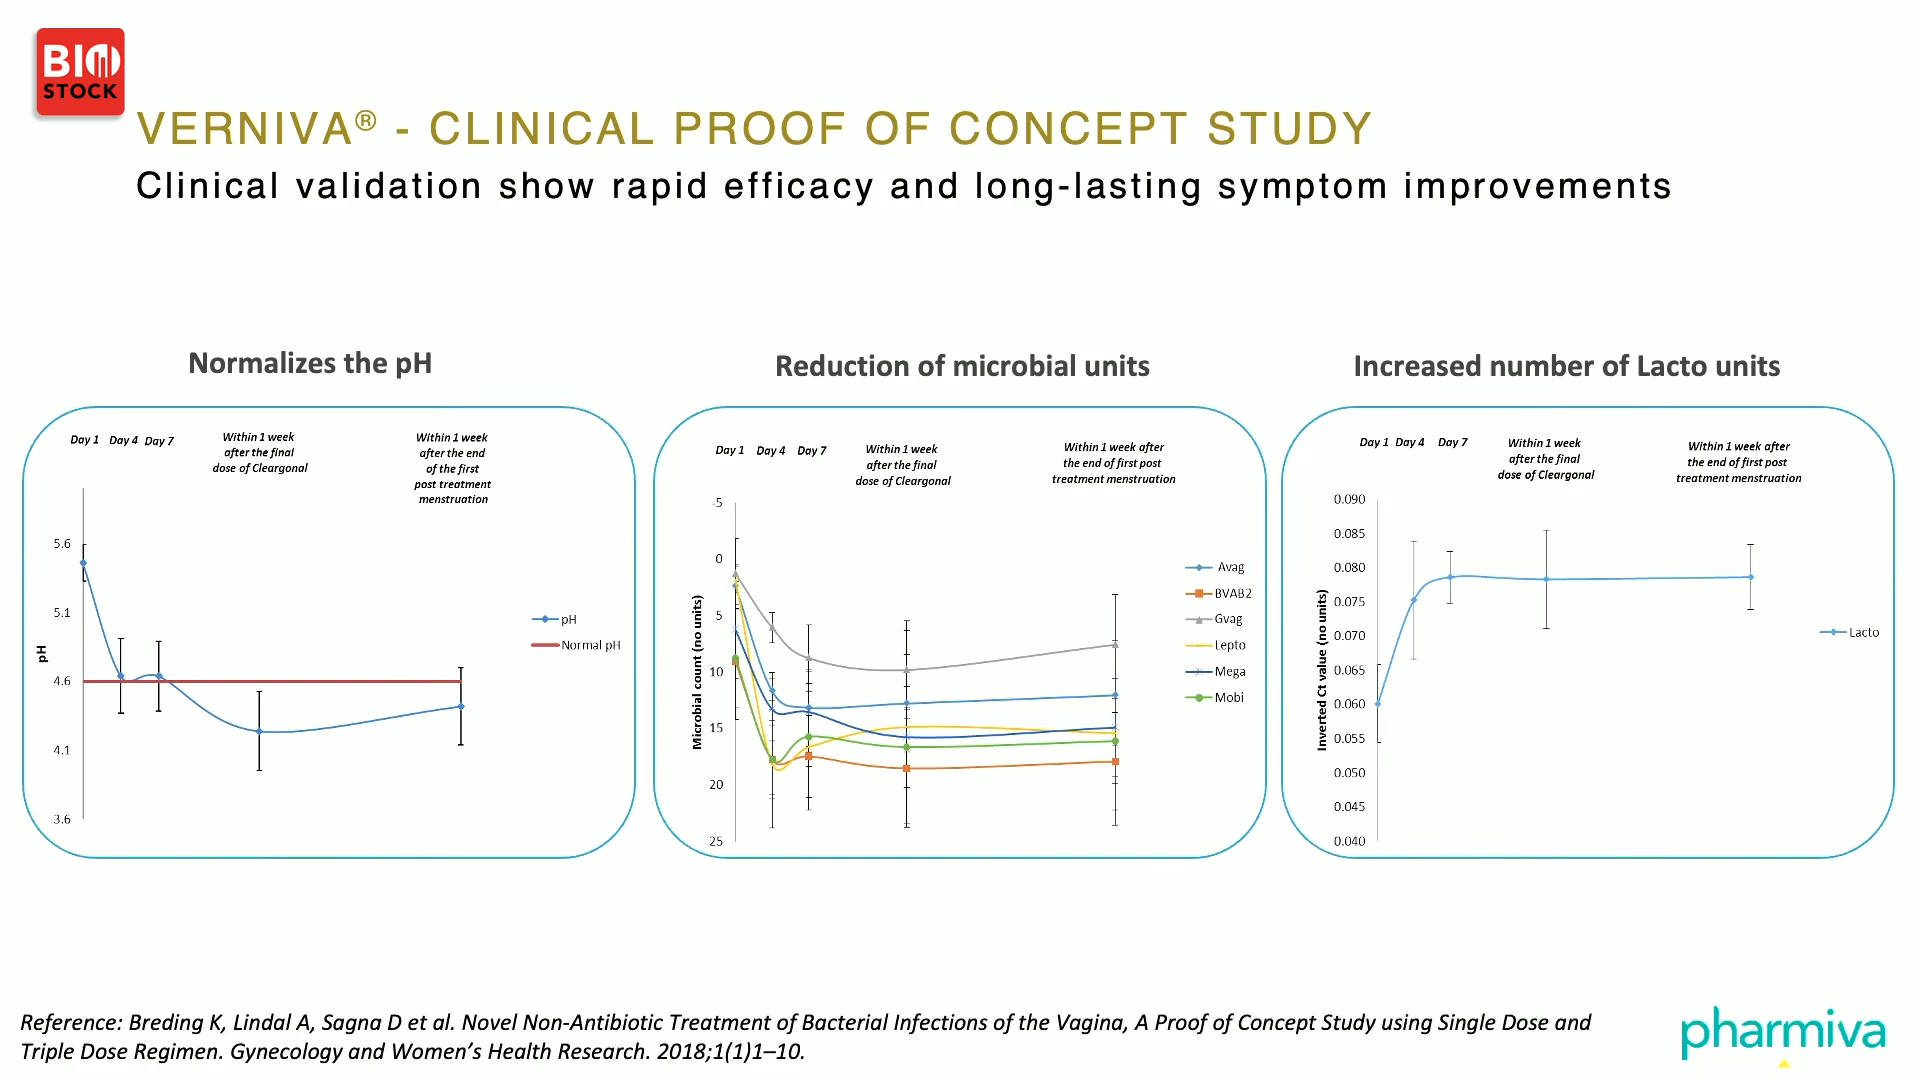 BIO
STOCK
VERNIVA® - CLINICAL PROOF OF CONCEPT STUDY
Clinical validation show rapid efficacy and long-lasting symptom improvements
Normalizes the pH
Day 1 Day 4 Day 7
Within 1 week
after the final
dose of Cleargonal
Within 1 week
after the end
of the first
post treatment
menstruation
pH
5.6
5.1
4.6
4.1
3.6
pH
Normal pH
Reduction of microbial units
Day 1 Day 4 Day 7
Within 1 week
after the final
dose of Cleargonal
Within 1 week after
the end of first post
treatment menstruation
Microbial count (no units)
-5
0
5
10
15
20
25
Avag
BVAB2
Gvag
Lepto
Mega
Mobi
Increased number of Lacto units
Day 1 Day 4 Day 7
Within 1 week
after the final
dose of Cleargonal
Within 1 week after
the end of first post
treatment menstruation
Inverted Ct value (no units)
0.090
0.085
0.080
0.075
0.070
0.065
0.060
0.055
0.050
0.045
0.040
Lacto
Reference: Breding K, Lindal A, Sagna D et al. Novel Non-Antibiotic Treatment of Bacterial Infections of the Vagina, A Proof of Concept Study using Single Dose and
Triple Dose Regimen. Gynecology and Women’s Health Research. 2018;1(1)1–10.
pharmiva